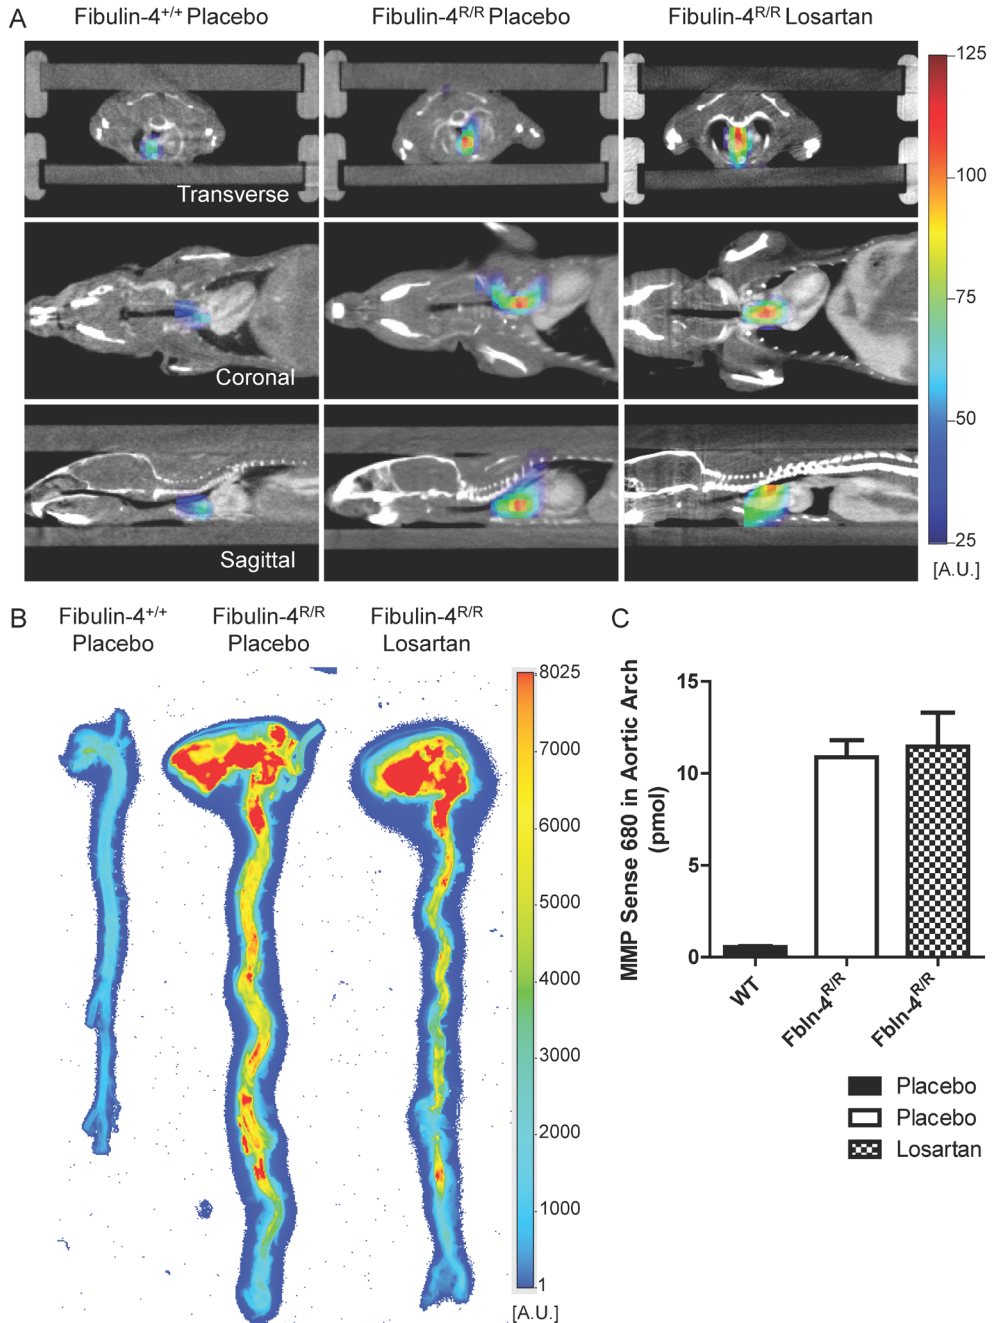 A
Fibulin-4+/+ Placebo
Fibulin-4R/R Placebo
Fibulin-4R/R Losartan
Transverse
Coronal
Sagittal
125
100
75
50
25
[A.U.]
B
Fibulin-4+/+
Placebo
Fibulin-4R/R
Placebo
Fibulin-4R/R
Losartan
8025
7000
6000
5000
4000
3000
2000
1
[A.U.]
C
MMP Sense 680 in Aortic Arch
(pmol)
15
10
5
0
WT
Fbln-4R/R
Fbln-4R/R
Placebo
Placebo
Losartan